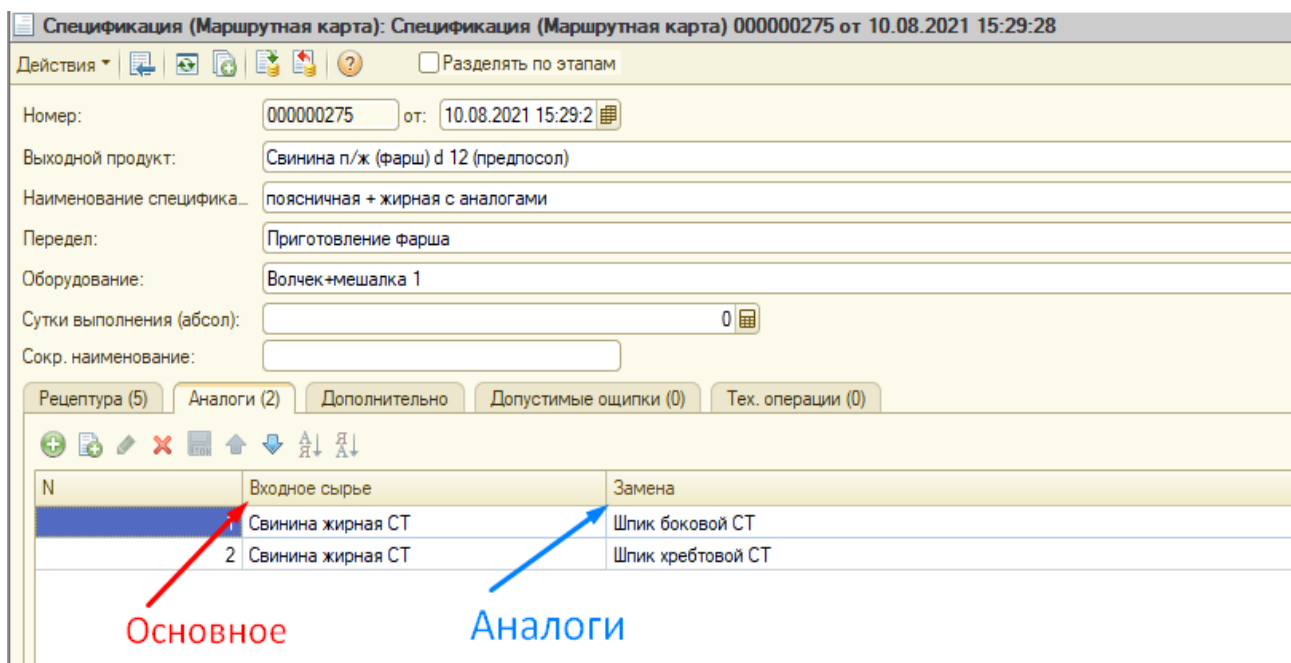 Спецификация (Маршрутная карта): Спецификация (Маршрутная карта) 000000275 от 10.08.2021 15:29:28
Действия Разделять по этапам
Номер: 000000275 от: 10.08.2021 15:29:2
Выходной продукт: Свинина п/ж (фарш) d 12 (предпосол)
Наименование специфика... поясничная + жирная с аналогами
Передел: Приготовление фарша
Оборудование: Волчек+мешалка 1
Сутки выполнения (абсол): 0
Сокр. наименование:
Рецептура (5) Аналоги (2) Дополнительно Допустимые ощипки (0) Тех. операции (0)
N Входное сырье Замена
1 Свинина жирная СТ Шпик боковой СТ
2 Свинина жирная СТ Шпик хребтовой СТ
Основное Аналоги